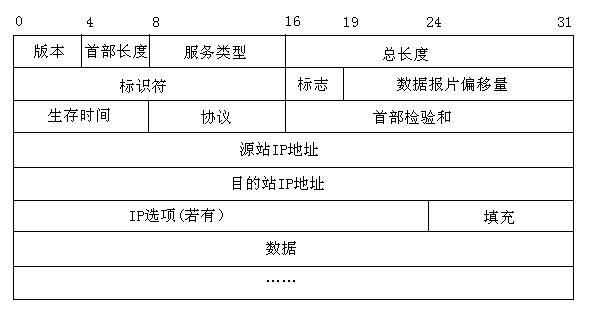 0 4 8 16 19 24 31
版本 首部长度 服务类型 总长度
标识符 标志 数据报片偏移量
生存时间 协议 首部检验和
源站IP地址
目的站IP地址
IP选项(若有) 填充
数据
……